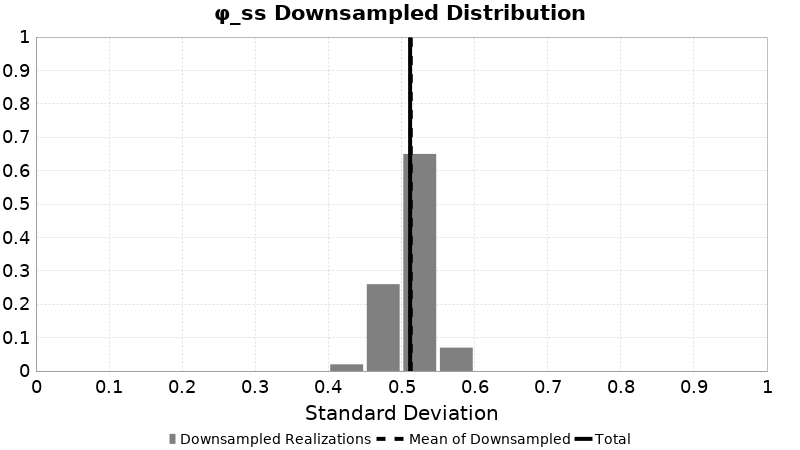 φ_ss Downsampled Distribution
1
0.9
0.8
0.7
0.6
0.5
0.4
0.3
0.2
0.1
0
0 0.1 0.2 0.3 0.4 0.5 0.6 0.7 0.8 0.9 1
Standard Deviation
Downsampled Realizations Mean of Downsampled Total